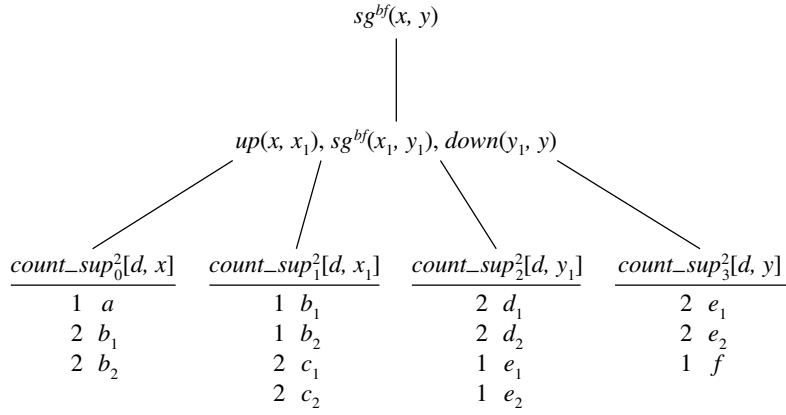 sg^{bf}(x, y)
up(x, x_1), sg^{bf}(x_1, y_1), down(y_1, y)
count_sup^2_0[d, x] count_sup^2_1[d, x_1] count_sup^2_2[d, y_1] count_sup^2_3[d, y]
1 a 1 b_1 2 d_1 2 e_1
2 b_1 1 b_2 2 d_2 2 e_2
2 b_2 2 c_1 1 e_1 1 f
2 c_2 1 e_2